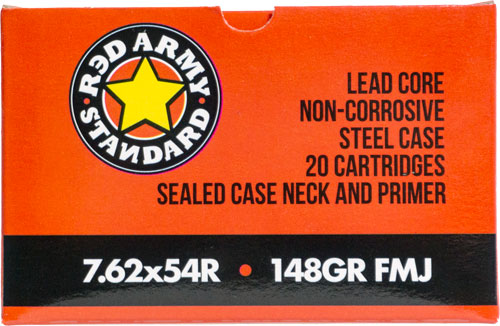 RED ARMY
STANDARD
LEAD CORE
NON-CORROSIVE
STEEL CASE
20 CARTRIDGES
SEALED CASE NECK AND PRIMER
7.62x54R • 148GR FMJ